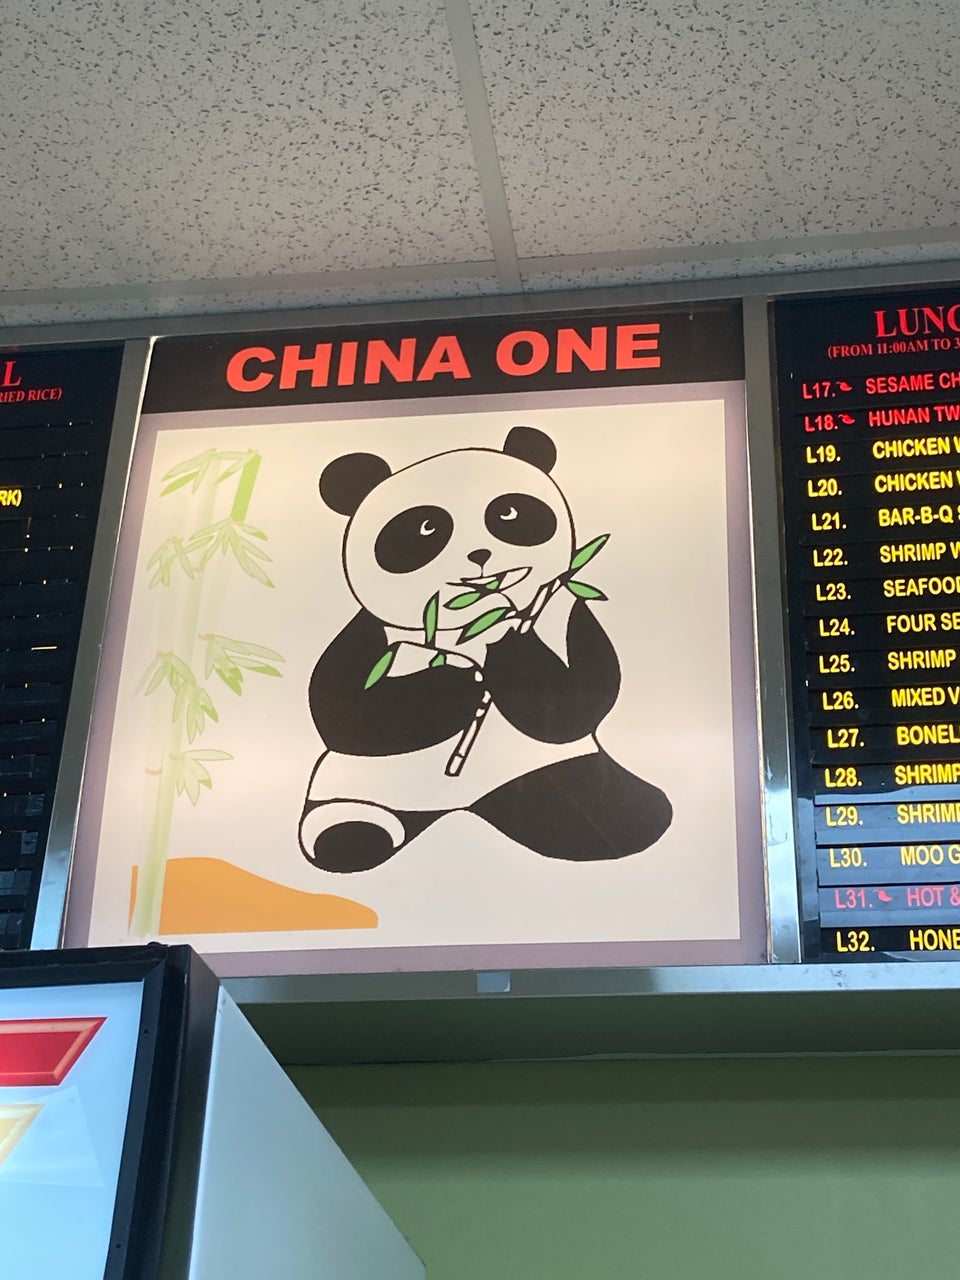 L
RIED RICE)
RK)
CHINA ONE
LUNC
(FROM 11:00AM TO 3
L17. SESAME CH
L18. HUNAN TW
L19. CHICKEN W
L20. CHICKEN W
L21. BAR-B-Q S
L22. SHRIMP W
L23. SEAFOOD
L24. FOUR SE
L25. SHRIMP
L26. MIXED V
L27. BONEL
L28. SHRIMP
L29. SHRIM
L30. MOO G
L31. HOT &
L32. HONE